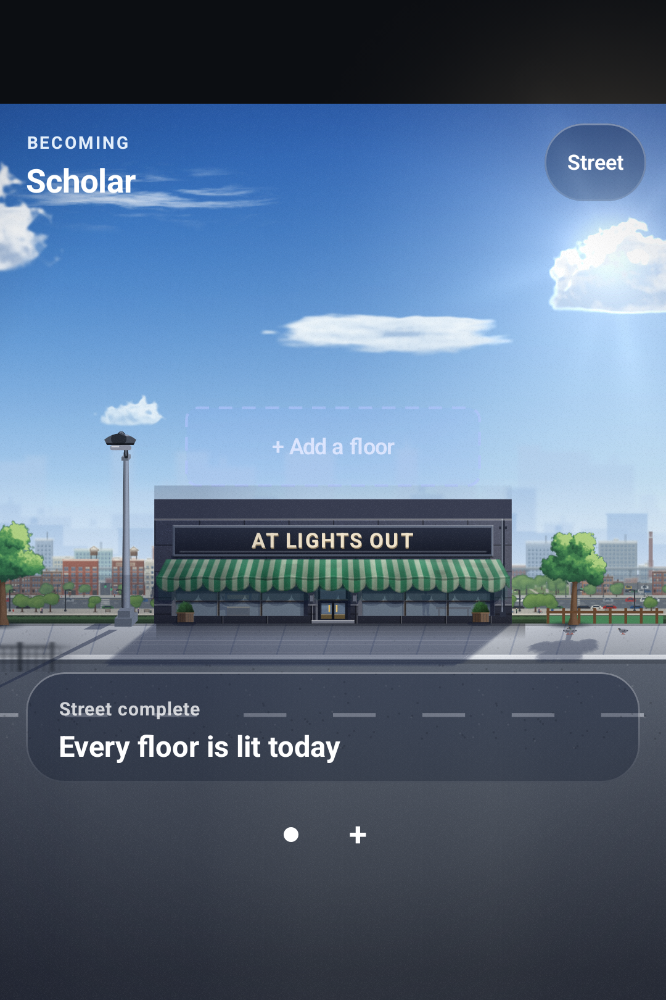 BECOMING
Scholar
Street
+ Add a floor
AT LIGHTS OUT
Street complete
Every floor is lit today
+